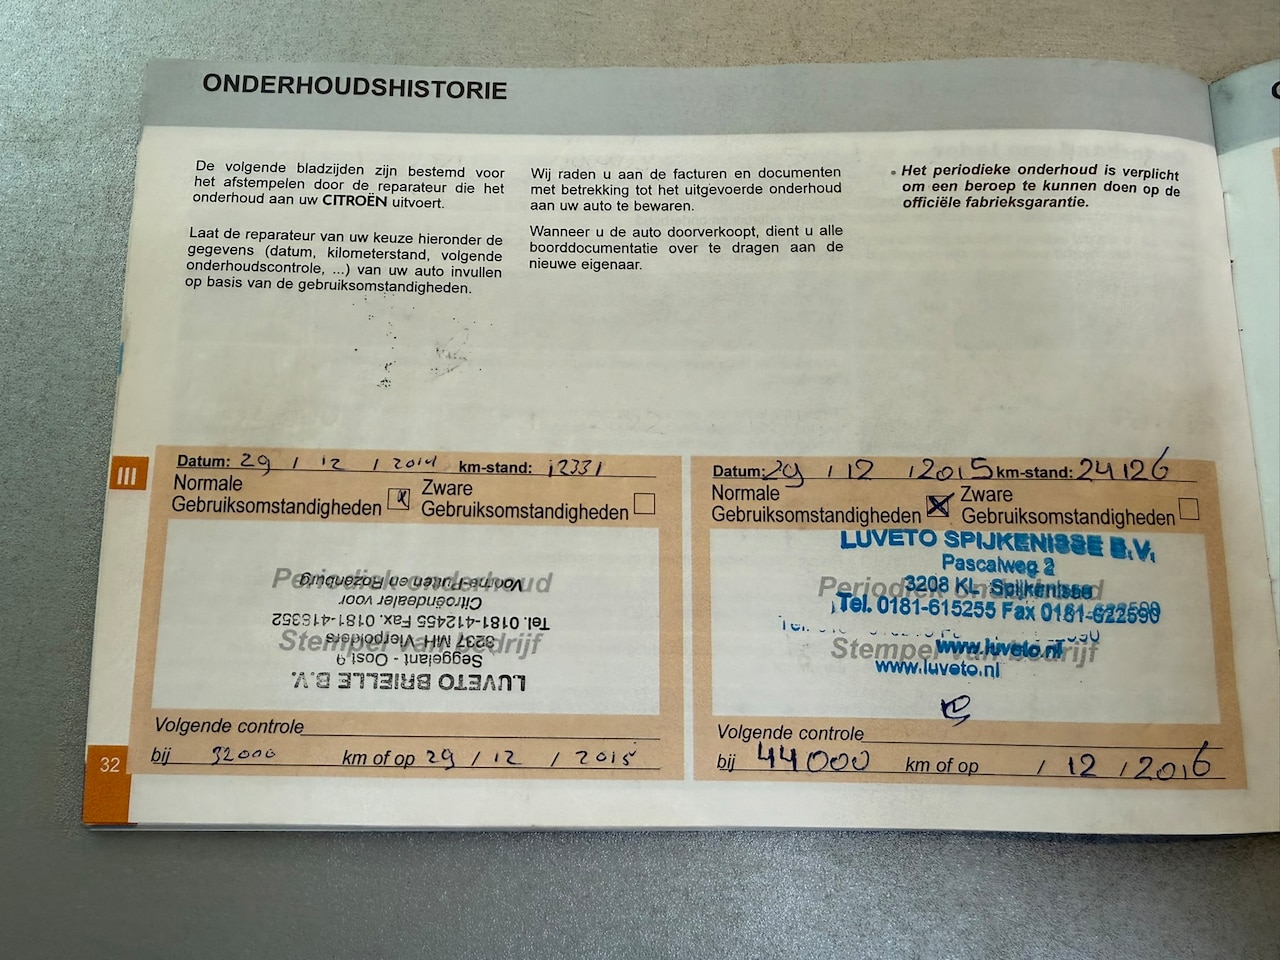 ONDERHOUDSHISTORIE
De volgende bladzijden zijn bestemd voor
het afstempelen door de reparateur die het
onderhoud aan uw CITROËN uitvoert.
Laat de reparateur van uw keuze hieronder de
gegevens (datum, kilometerstand, volgende
onderhoudscontrole, ...) van uw auto invullen
op basis van de gebruiksomstandigheden.
Wij raden u aan de facturen en documenten
met betrekking tot het uitgevoerde onderhoud
aan uw auto te bewaren.
Wanneer u de auto doorverkoopt, dient u alle
boorddocumentatie over te dragen aan de
nieuwe eigenaar.
• Het periodieke onderhoud is verplicht
om een beroep te kunnen doen op de
officiële fabrieksgarantie.
III
Datum: 29 / 12 / 2014 km-stand: 12331
Normale
Gebruiksomstandigheden
Zware
Gebruiksomstandigheden
Periodiek onderhoud
Stempel van bedrijf
LUVETO BRIELLE B.V.
Seggelant - Oost 9
3237 MH Vierpolders
Tel. 0181-412455 Fax. 0181-418352
Citroëndealer voor
Voorne-Putten en Rozenburg
Volgende controle
bij 32000 km of op 29 / 12 / 2015
Datum: 29 / 12 / 2015 km-stand: 24126
Normale
Gebruiksomstandigheden
Zware
Gebruiksomstandigheden
Periodiek onderhoud
Stempel van bedrijf
LUVETO SPIJKENISSE B.V.
Pascalweg 2
3208 KL Spijkenisse
Tel. 0181-615255 Fax 0181-622590
www.luveto.nl
www.luveto.nl
Volgende controle
bij 44000 km of op / 12 / 2016
32